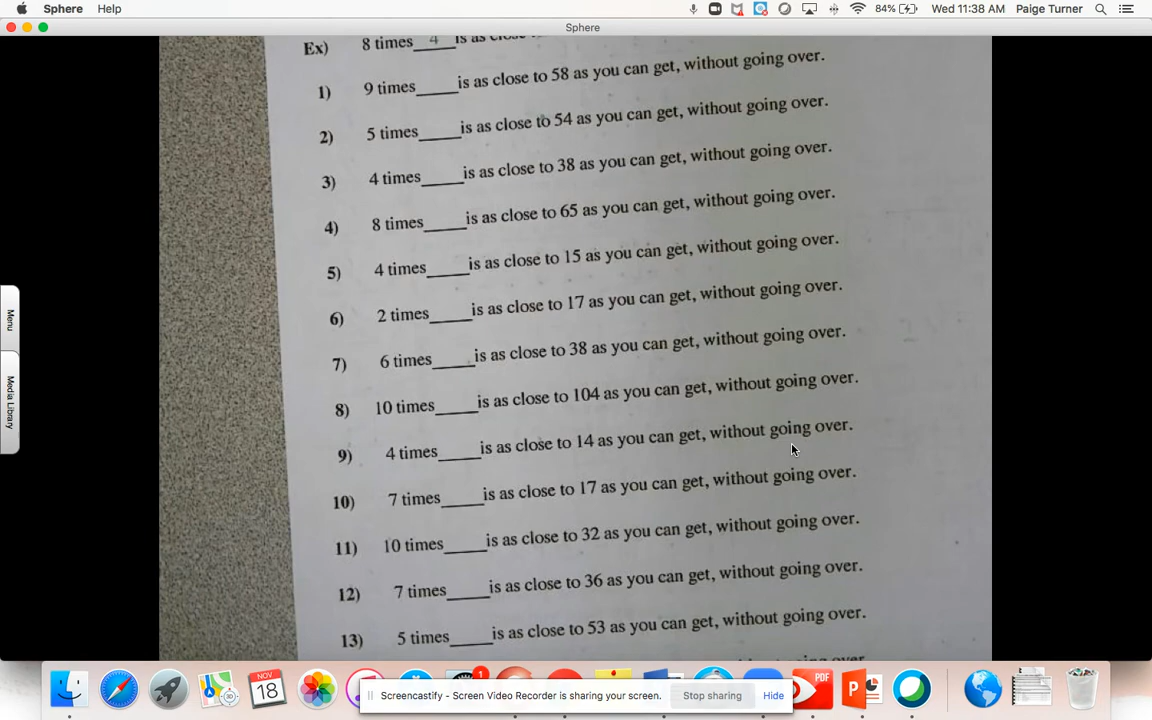 Sphere Help 84% Wed 11:38 AM Paige Turner
Sphere
Ex) 8 times 4 is as close
1) 9 times_____is as close to 58 as you can get, without going over.
2) 5 times_____is as close to 54 as you can get, without going over.
3) 4 times_____is as close to 38 as you can get, without going over.
4) 8 times_____is as close to 65 as you can get, without going over.
5) 4 times_____is as close to 15 as you can get, without going over.
6) 2 times_____is as close to 17 as you can get, without going over.
7) 6 times_____is as close to 38 as you can get, without going over.
8) 10 times_____is as close to 104 as you can get, without going over.
9) 4 times_____is as close to 14 as you can get, without going over.
10) 7 times_____is as close to 17 as you can get, without going over.
11) 10 times_____is as close to 32 as you can get, without going over.
12) 7 times_____is as close to 36 as you can get, without going over.
13) 5 times_____is as close to 53 as you can get, without going over.
Menu
Media Library
NOV
18
3D
1
PDF
P
Screencastify - Screen Video Recorder is sharing your screen. Stop sharing Hide